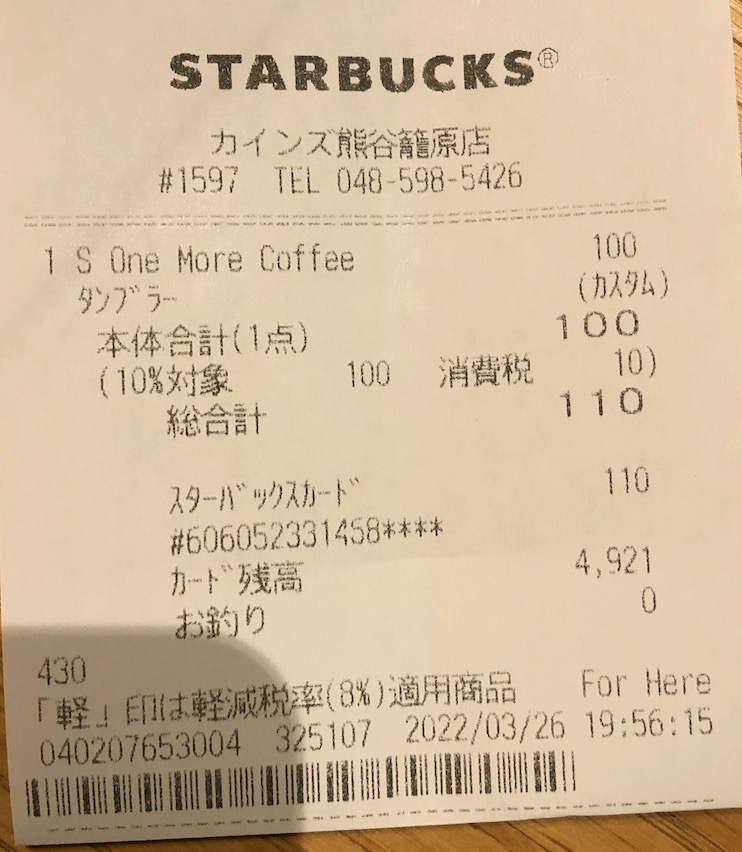 STARBUCKS®
カインズ熊谷籠原店
#1597 TEL 048-598-5426
1 S One More Coffee 100
タンブラー (カスタム)
本体合計(1点) 100
(10%対象 100 消費税 10)
総合計 110
スターバックスカード 110
#606052331458****
カード残高 4,921
お釣り 0
430
「軽」印は軽減税率(8%)適用商品 For Here
040207653004 325107 2022/03/26 19:56:15